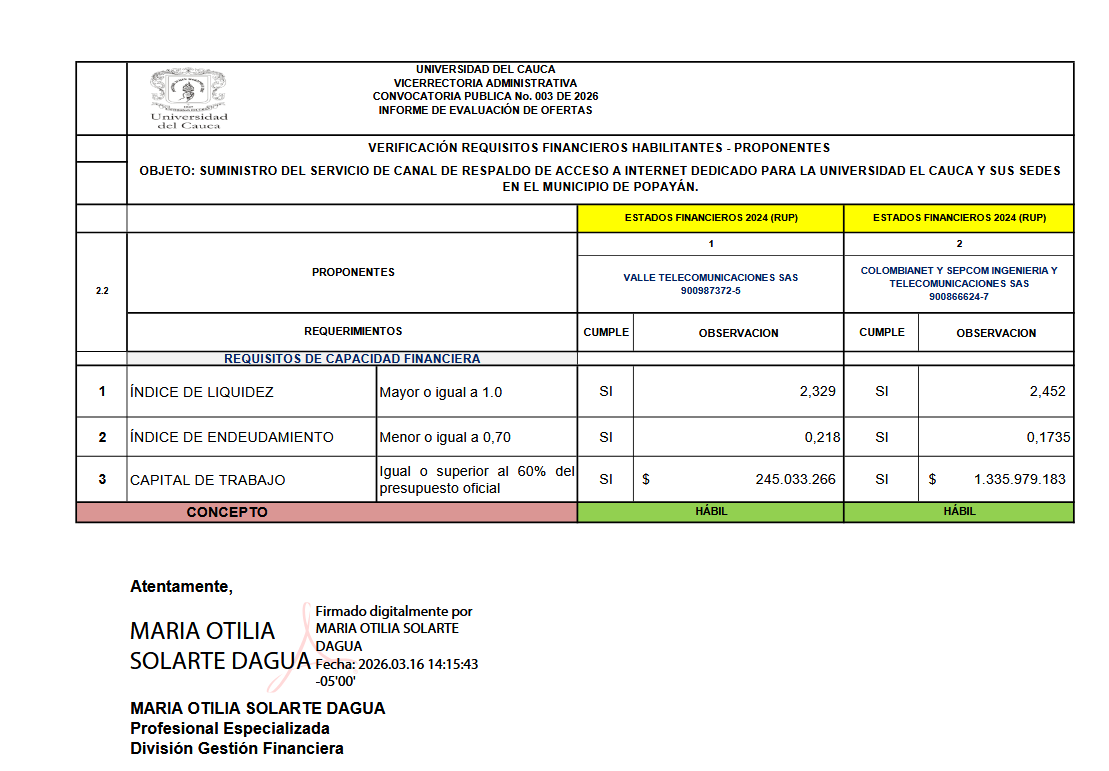 UNIVERSIDAD DEL CAUCA
VICERRECTORIA ADMINISTRATIVA
CONVOCATORIA PUBLICA No. 003 DE 2026
INFORME DE EVALUACIÓN DE OFERTAS
Universidad
del Cauca
VERIFICACIÓN REQUISITOS FINANCIEROS HABILITANTES - PROPONENTES
OBJETO: SUMINISTRO DEL SERVICIO DE CANAL DE RESPALDO DE ACCESO A INTERNET DEDICADO PARA LA UNIVERSIDAD EL CAUCA Y SUS SEDES
EN EL MUNICIPIO DE POPAYÁN.
ESTADOS FINANCIEROS 2024 (RUP) ESTADOS FINANCIEROS 2024 (RUP)
2.2
PROPONENTES
1
VALLE TELECOMUNICACIONES SAS
900987372-5
2
COLOMBIANET Y SEPCOM INGENIERIA Y
TELECOMUNICACIONES SAS
900866624-7
REQUERIMIENTOS CUMPLE OBSERVACION CUMPLE OBSERVACION
REQUISITOS DE CAPACIDAD FINANCIERA
1 ÍNDICE DE LIQUIDEZ Mayor o igual a 1.0 SI 2,329 SI 2,452
2 ÍNDICE DE ENDEUDAMIENTO Menor o igual a 0,70 SI 0,218 SI 0,1735
3 CAPITAL DE TRABAJO Igual o superior al 60% del
presupuesto oficial SI $ 245.033.266 SI $ 1.335.979.183
CONCEPTO HÁBIL HÁBIL
Atentamente,
MARIA OTILIA
SOLARTE DAGUA
Firmado digitalmente por
MARIA OTILIA SOLARTE
DAGUA
Fecha: 2026.03.16 14:15:43
-05'00'
MARIA OTILIA SOLARTE DAGUA
Profesional Especializada
División Gestión Financiera